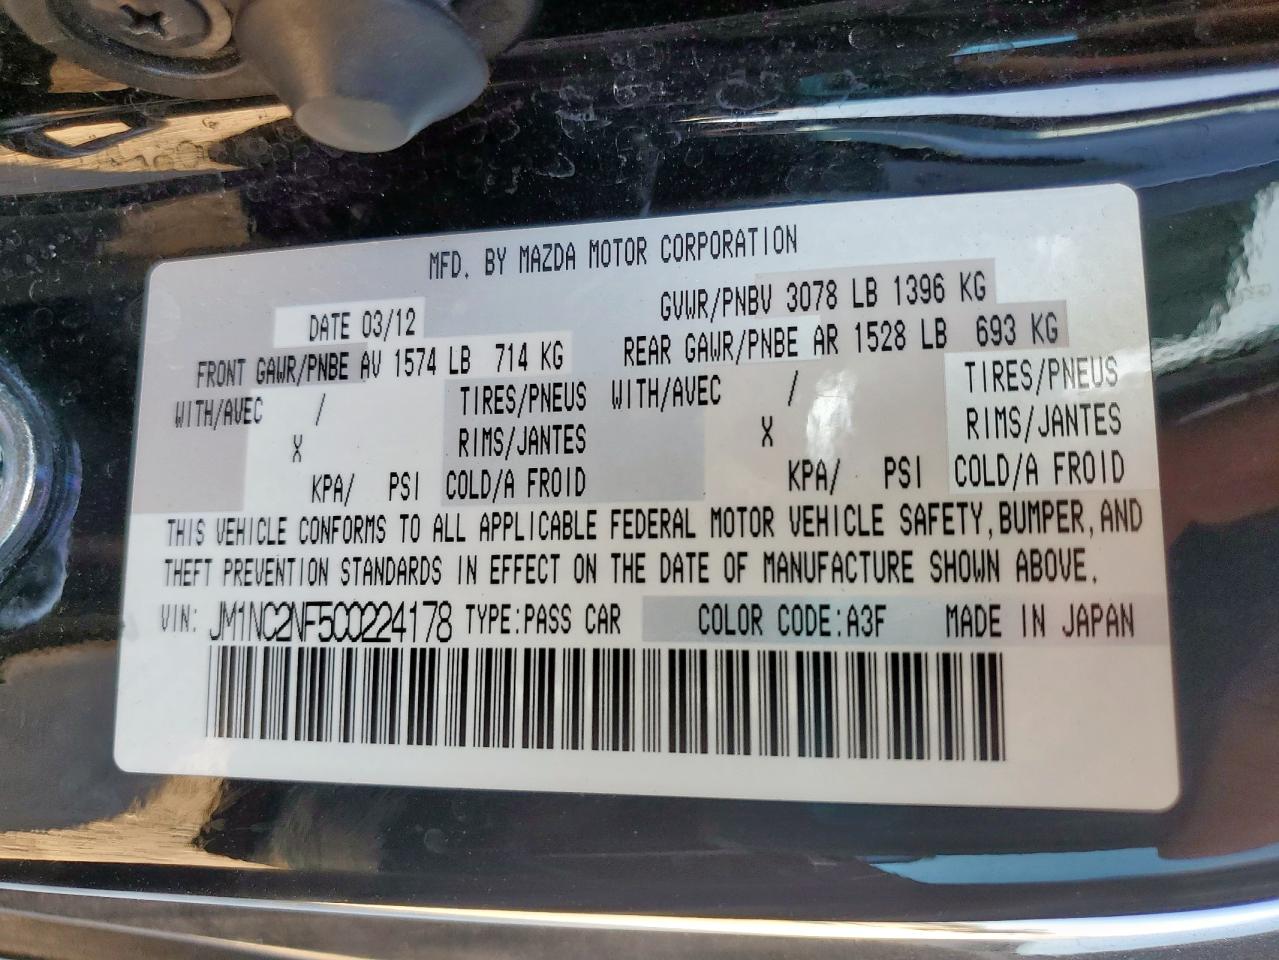 MFD. BY MAZDA MOTOR CORPORATION
DATE 03/12 GVWR/PNBV 3078 LB 1396 KG
FRONT GAWR/PNBE AV 1574 LB 714 KG REAR GAWR/PNBE AR 1528 LB 693 KG
WITH/AVEC / TIRES/PNEUS WITH/AVEC / TIRES/PNEUS
X RIMS/JANTES X RIMS/JANTES
KPA/ PSI COLD/A FROID KPA/ PSI COLD/A FROID
THIS VEHICLE CONFORMS TO ALL APPLICABLE FEDERAL MOTOR VEHICLE SAFETY, BUMPER, AND
THEFT PREVENTION STANDARDS IN EFFECT ON THE DATE OF MANUFACTURE SHOWN ABOVE.
VIN: JM1NC2NF5C0224178 TYPE:PASS CAR COLOR CODE:A3F MADE IN JAPAN